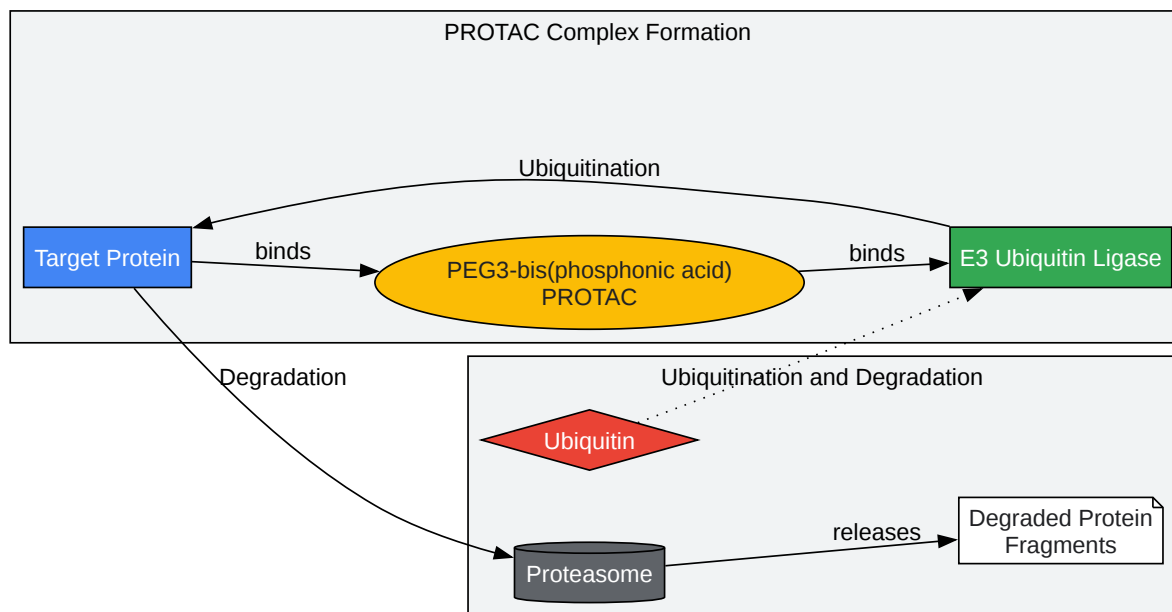 PROTAC Complex Formation
Ubiquitination
Target Protein
binds
PEG3-bis(phosphonic acid)
PROTAC
binds
E3 Ubiquitin Ligase
Degradation
Ubiquitination and Degradation
Ubiquitin
Proteasome
releases
Degraded Protein
Fragments